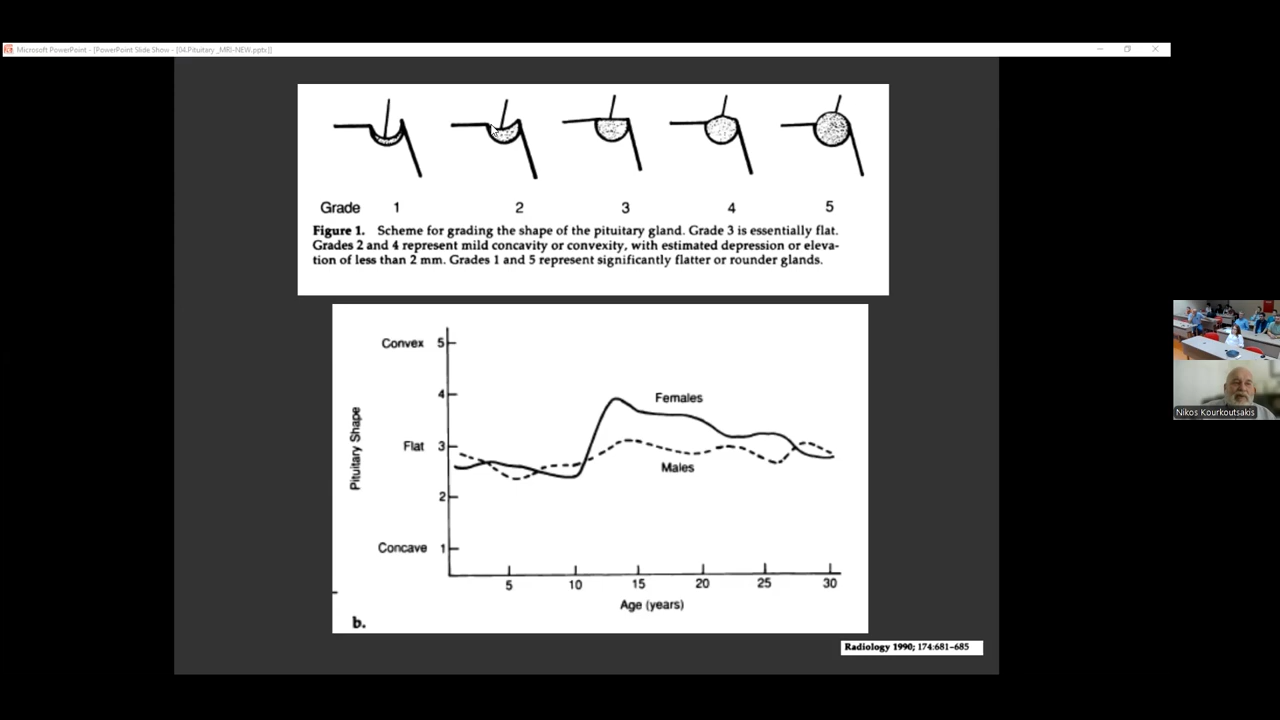 Microsoft PowerPoint - [PowerPoint Slide Show - [04.Pituitary _MRI-NEW.pptx]]
Grade 1 2 3 4 5
Figure 1. Scheme for grading the shape of the pituitary gland. Grade 3 is essentially flat.
Grades 2 and 4 represent mild concavity or convexity, with estimated depression or eleva-
tion of less than 2 mm. Grades 1 and 5 represent significantly flatter or rounder glands.
Convex 5
4
Flat 3
2
Concave 1
Pituitary Shape
Females
Males
5 10 15 20 25 30
Age (years)
b.
Radiology 1990; 174:681–685
Nikos Kourkoutsakis